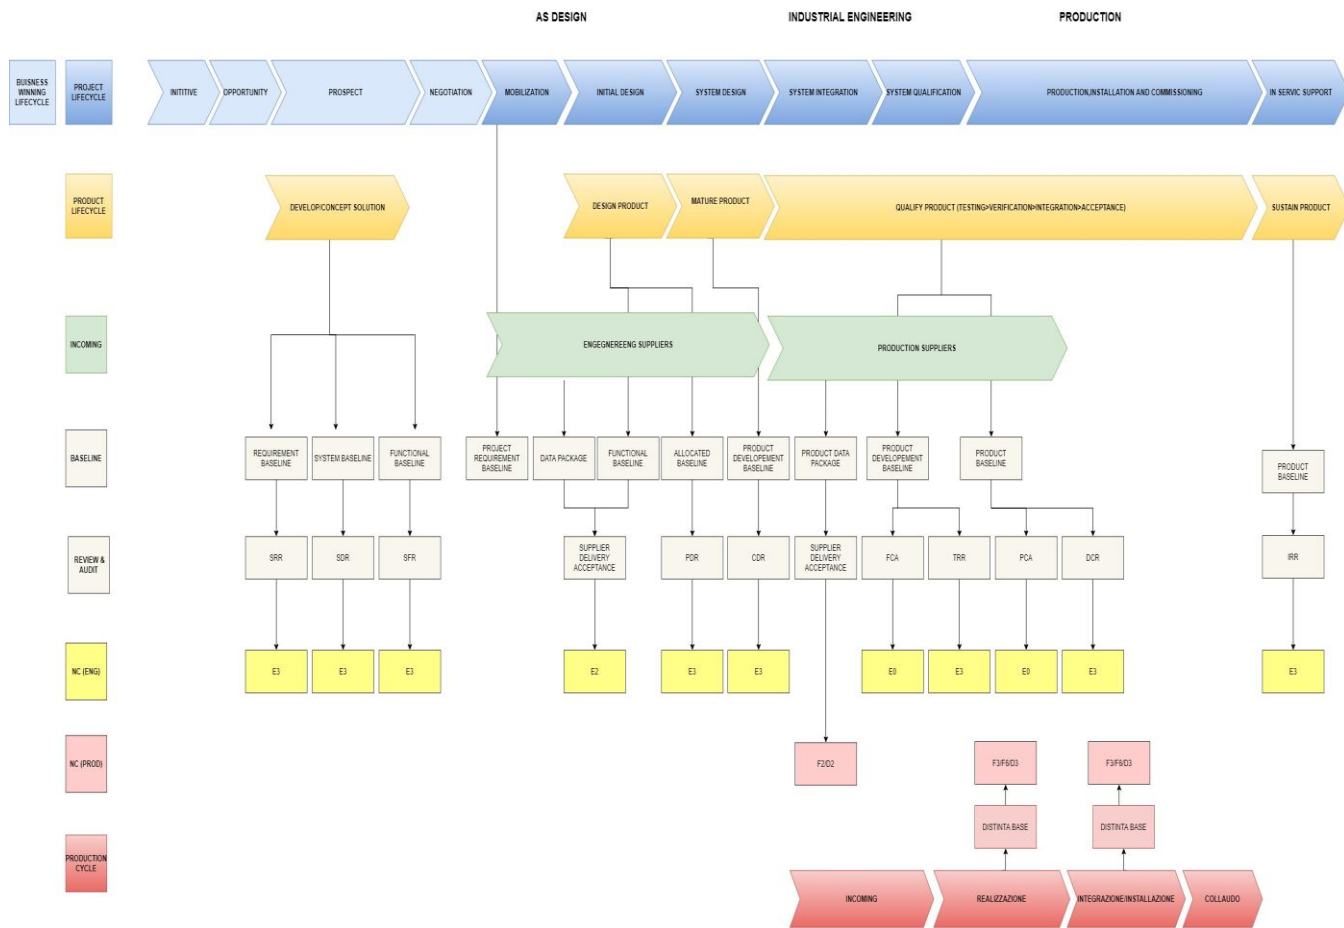 AS DESIGN
INDUSTRIAL ENGINEERING
PRODUCTION
BUISNESS
WINNING
LIFECYCLE
PROJECT
LIFECYCLE
INITITIVE
OPPORTUNITY
PROSPECT
NEGOTIATION
MOBILIZATION
INITIAL DESIGN
SYSTEM DESIGN
SYSTEM INTEGRATION
SYSTEM QUALIFICATION
PRODUCTION,INSTALLATION AND COMMISSIONING
IN SERVIC SUPPORT
PRODUCT
LIFECYCLE
DEVELOP/CONCEPT SOLUTION
DESIGN PRODUCT
MATURE PRODUCT
QUALIFY PRODUCT (TESTING>VERIFICATION>INTEGRATION>ACCEPTANCE)
SUSTAIN PRODUCT
INCOMING
ENGEGNEREENG SUPPLIERS
PRODUCTION SUPPLIERS
BASELINE
REQUIREMENT
BASELINE
SYSTEM BASELINE
FUNCTIONAL
BASELINE
PROJECT
REQUIREMENT
BASELINE
DATA PACKAGE
FUNCTIONAL
BASELINE
ALLOCATED
BASELINE
PRODUCT
DEVELOPEMENT
BASELINE
PRODUCT DATA
PACKAGE
PRODUCT
DEVELOPEMENT
BASELINE
PRODUCT
BASELINE
PRODUCT
BASELINE
REVIEW &
AUDIT
SRR
SDR
SFR
SUPPLIER
DELIVERY
ACCEPTANCE
PDR
CDR
SUPPLIER
DELIVERY
ACCEPTANCE
FCA
TRR
PCA
DCR
IRR
NC (ENG)
E3
E3
E3
E2
E3
E3
E0
E3
E0
E3
E3
NC (PROD)
F2/D2
F3/F6/D3
F3/F6/D3
DISTINTA BASE
DISTINTA BASE
PRODUCTION
CYCLE
INCOMING
REALIZZAZIONE
INTEGRAZIONE/INSTALLAZIONE
COLLAUDO